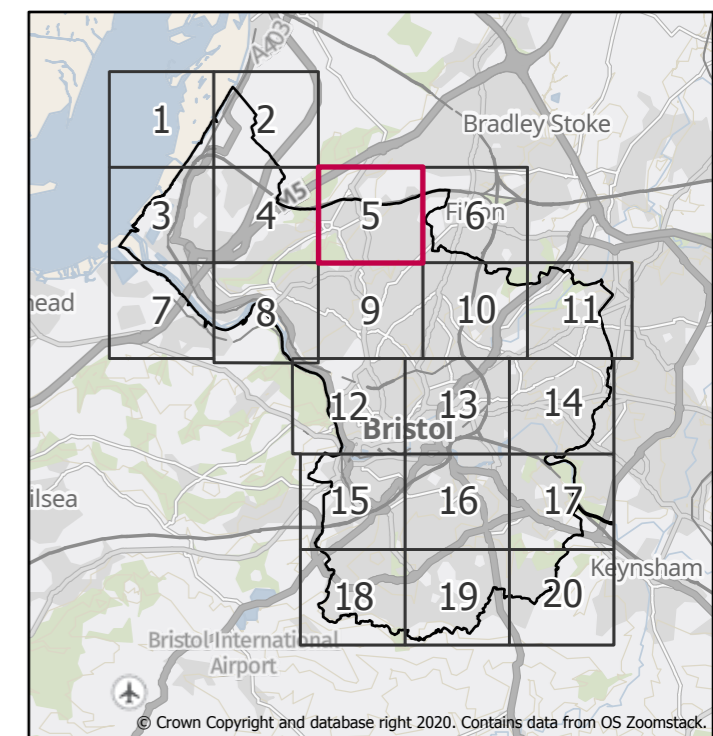 A403
1
2
Bradley Stoke
M5
3
4
5
Filton
6
ead
7
8
9
10
11
12
13
14
Bristol
ilsea
15
16
17
Keynsham
18
19
20
Bristol International
Airport
© Crown Copyright and database right 2020. Contains data from OS Zoomstack.